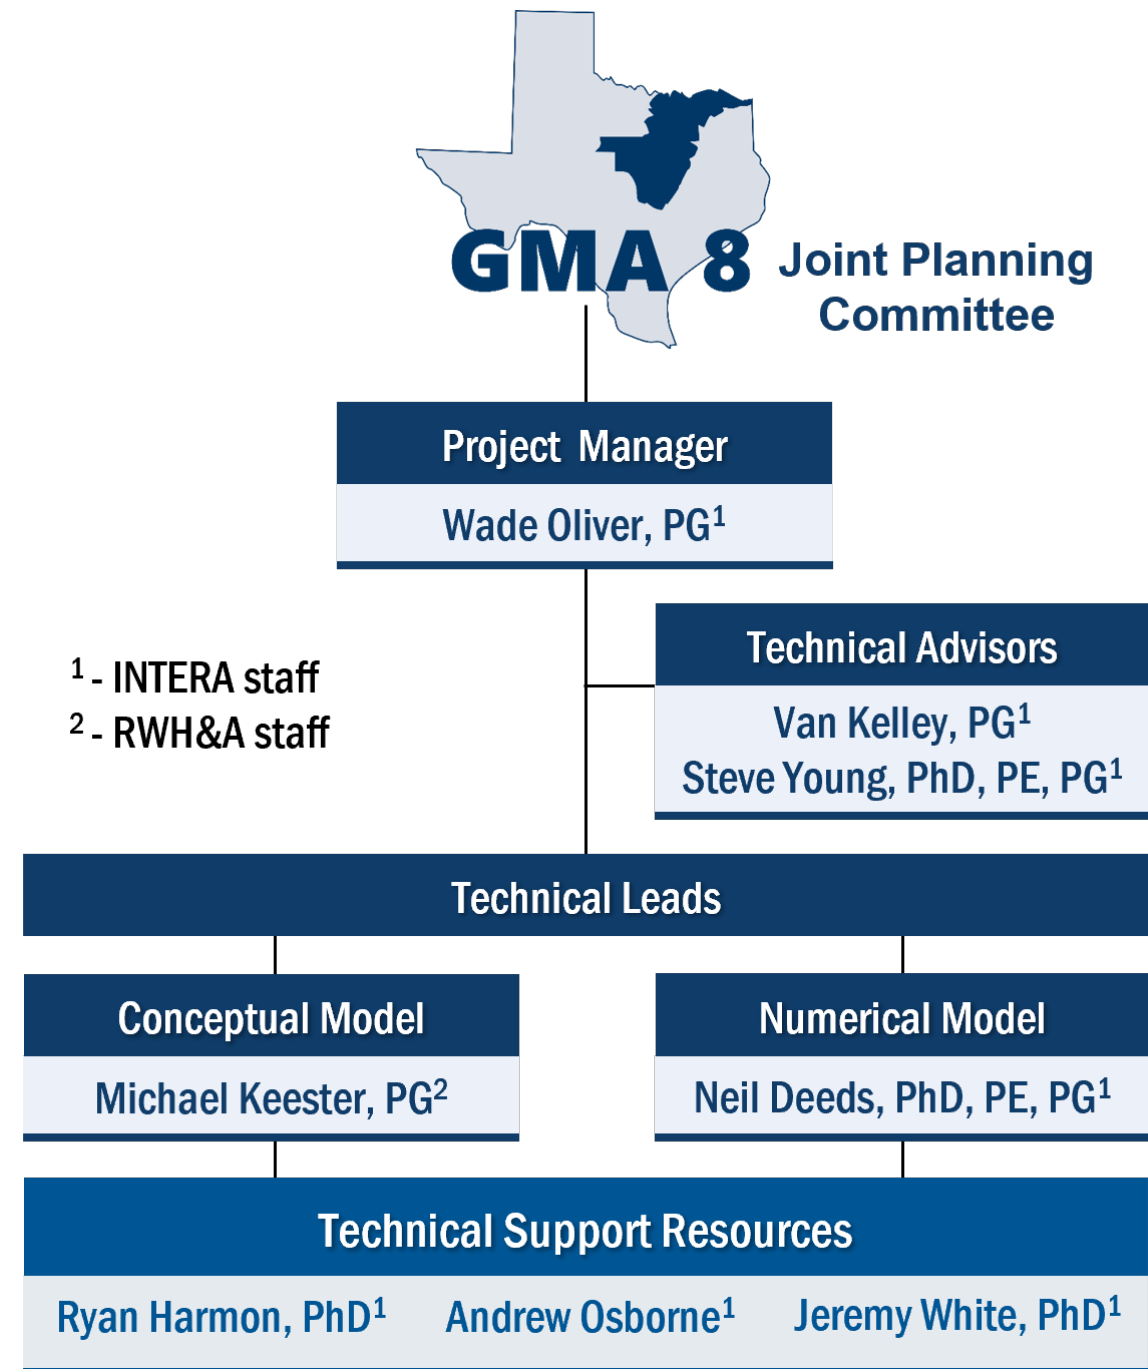 GMA 8 Joint Planning
Committee
Project Manager
Wade Oliver, PG¹
¹ - INTERA staff
² - RWH&A staff
Technical Advisors
Van Kelley, PG¹
Steve Young, PhD, PE, PG¹
Technical Leads
Conceptual Model
Michael Keester, PG²
Numerical Model
Neil Deeds, PhD, PE, PG¹
Technical Support Resources
Ryan Harmon, PhD¹ Andrew Osborne¹ Jeremy White, PhD¹